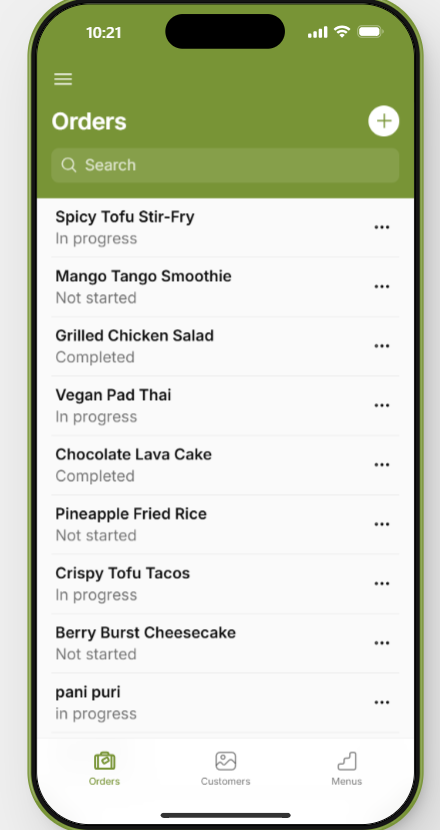 10:21
Orders
Search
Spicy Tofu Stir-Fry
In progress
Mango Tango Smoothie
Not started
Grilled Chicken Salad
Completed
Vegan Pad Thai
In progress
Chocolate Lava Cake
Completed
Pineapple Fried Rice
Not started
Crispy Tofu Tacos
In progress
Berry Burst Cheesecake
Not started
pani puri
in progress
Orders Customers Menus